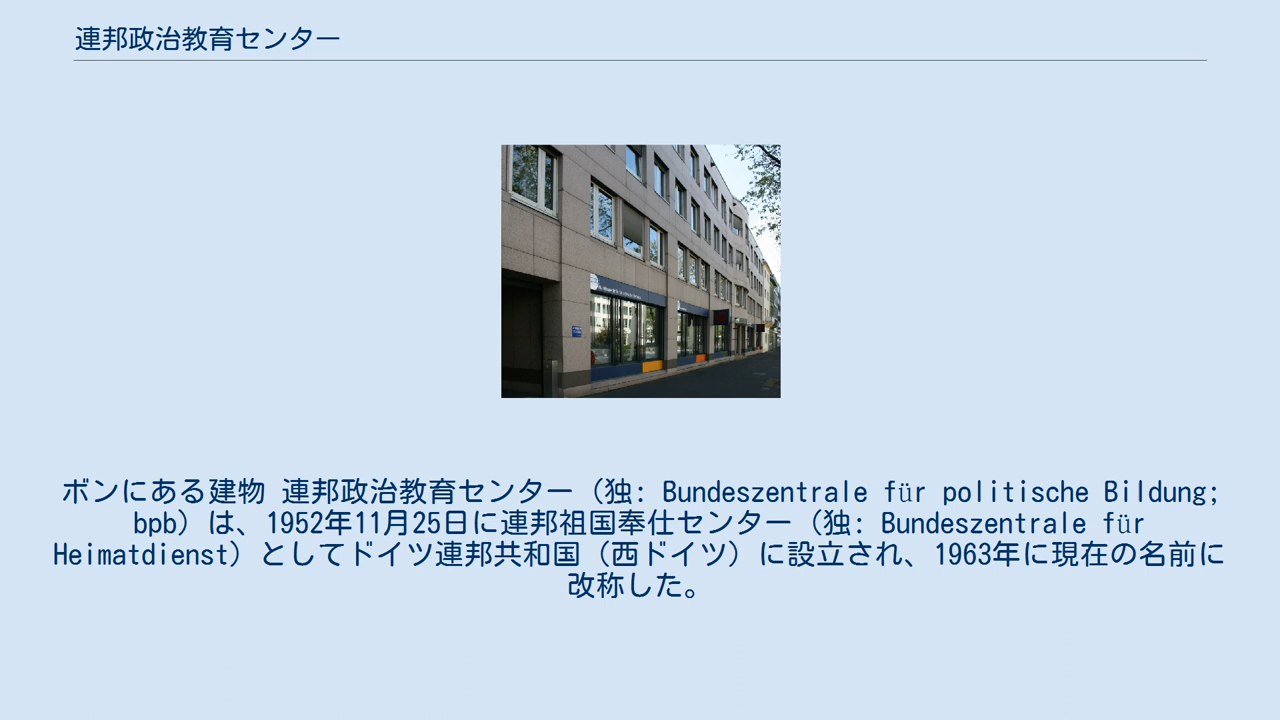 連邦政治教育センター
ボンにある建物 連邦政治教育センター（独: Bundeszentrale für politische Bildung;
bpb）は、1952年11月25日に連邦祖国奉仕センター（独: Bundeszentrale für
Heimatdienst）としてドイツ連邦共和国（西ドイツ）に設立され、1963年に現在の名前に
改称した。